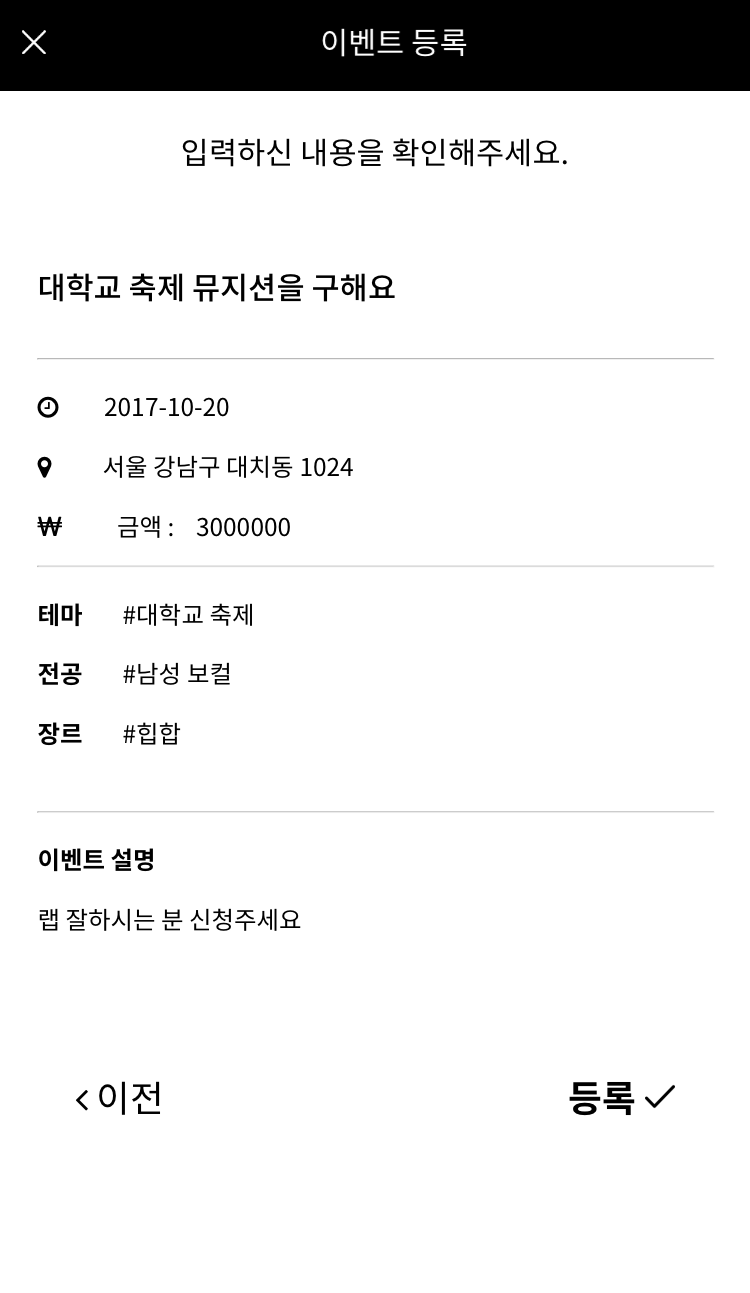 이벤트 등록
입력하신 내용을 확인해주세요.
대학교 축제 뮤지션을 구해요
2017-10-20
서울 강남구 대치동 1024
₩ 금액 : 3000000
테마 #대학교 축제
전공 #남성 보컬
장르 #힙합
이벤트 설명
랩 잘하시는 분 신청주세요
이전 등록